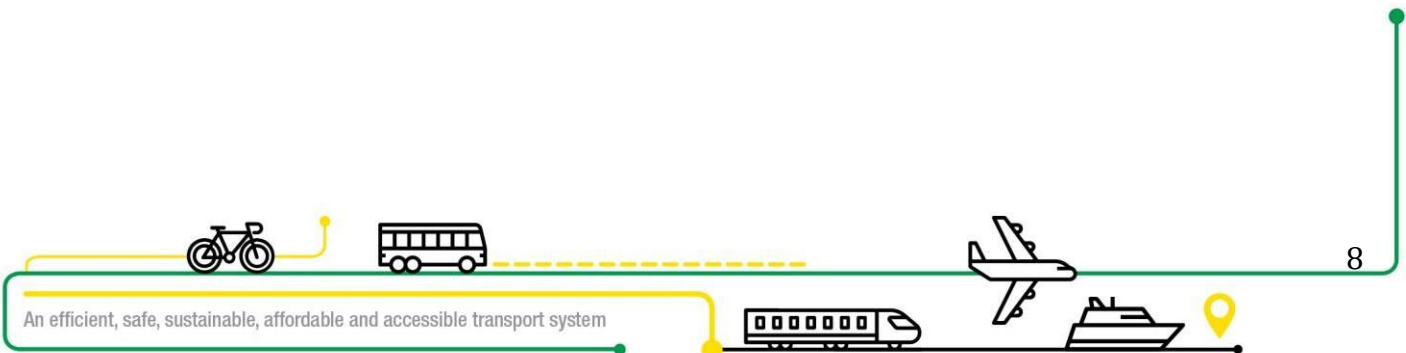 8
An efficient, safe, sustainable, affordable and accessible transport system